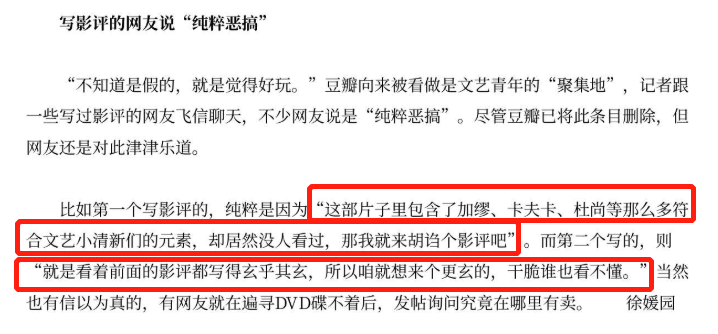 写影评的网友说“纯粹恶搞”
“不知道是假的，就是觉得好玩。”豆瓣向来被看做是文艺青年的“聚集地”，记者跟
一些写过影评的网友飞信聊天，不少网友说是“纯粹恶搞”。尽管豆瓣已将此条目删除，但
网友还是对此津津乐道。
比如第一个写影评的，纯粹是因为“这部片子里包含了加缪、卡夫卡、杜尚等那么多符
合文艺小清新们的元素，却居然没人看过，那我就来胡诌个影评吧”。而第二个写的，则
“就是看着前面的影评都写得玄乎其玄，所以咱就想来个更玄的，干脆谁也看不懂。”当然
也有信以为真的，有网友就在遍寻DVD碟不着后，发帖询问究竟在哪里有卖。 徐媛园